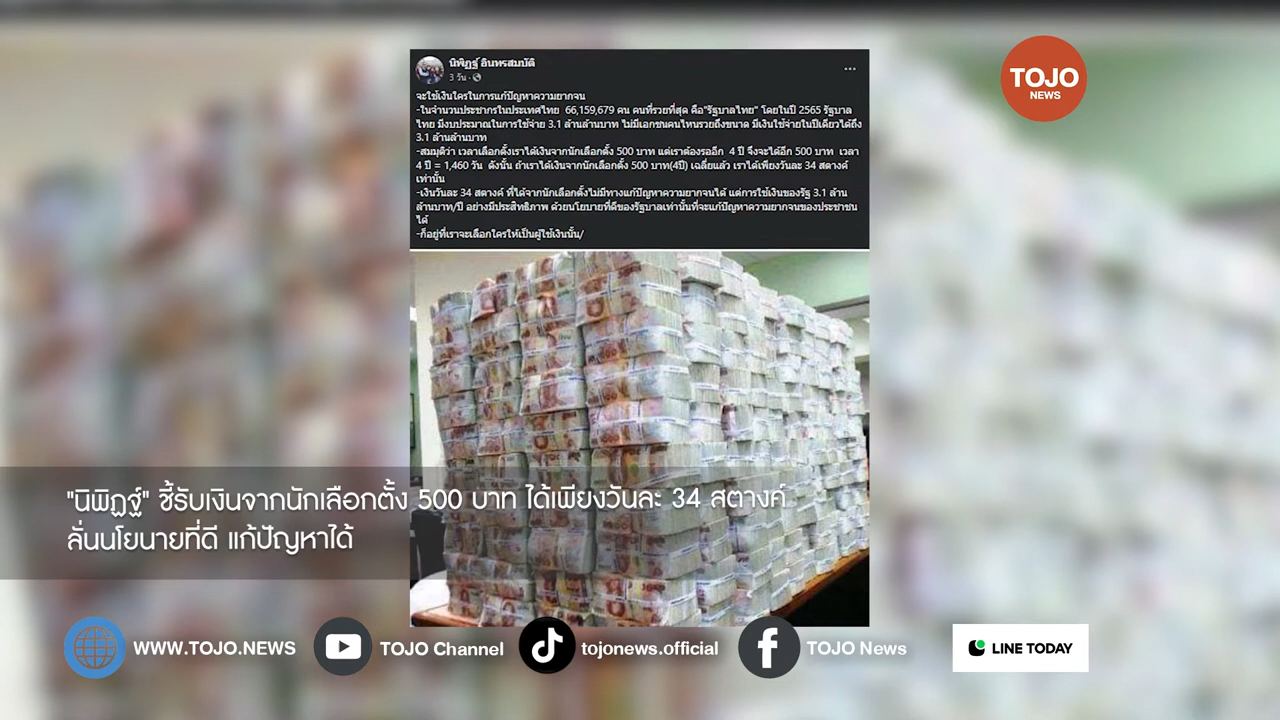 นิพิฏฐ์ อินทรสมบัติ
3 วัน
จะใช้เงินใครในการแก้ปัญหาความยากจน
-ในจำนวนประชากรในประเทศไทย 66,159,679 คน คนที่รวยที่สุด คือ"รัฐบาลไทย" โดยในปี 2565 รัฐบาล
ไทย มีงบประมาณในการใช้จ่าย 3.1 ล้านล้านบาท ไม่มีเอกชนคนไหนรวยถึงขนาด มีเงินใช้จ่ายในปีเดียวได้ถึง
3.1 ล้านล้านบาท
-สมมุติว่า เวลาเลือกตั้งเราได้เงินจากนักเลือกตั้ง 500 บาท แต่เราต้องรออีก 4 ปี จึงจะได้อีก 500 บาท เวลา
4 ปี = 1,460 วัน ดังนั้น ถ้าเราได้เงินจากนักเลือกตั้ง 500 บาท(4ปี) เฉลี่ยแล้ว เราได้เพียงวันละ 34 สตางค์
เท่านั้น
-เงินวันละ 34 สตางค์ ที่ได้จากนักเลือกตั้งไม่มีทางแก้ปัญหาความยากจนได้ แต่การใช้เงินของรัฐ 3.1 ล้าน
ล้านบาท/ปี อย่างมีประสิทธิภาพ ด้วยนโยบายที่ดีของรัฐบาลเท่านั้นที่จะแก้ปัญหาความยากจนของประชาชน
ได้
-ก็อยู่ที่เราจะเลือกใครให้เป็นผู้ใช้เงินนั้น/
TOJO
NEWS
"นิพิฏฐ์" ชี้รับเงินจากนักเลือกตั้ง 500 บาท ได้เพียงวันละ 34 สตางค์
ลั่นนโยนายที่ดี แก้ปัญหาได้
WWW.TOJO.NEWS
TOJO Channel
tojonews.official
TOJO News
LINE TODAY